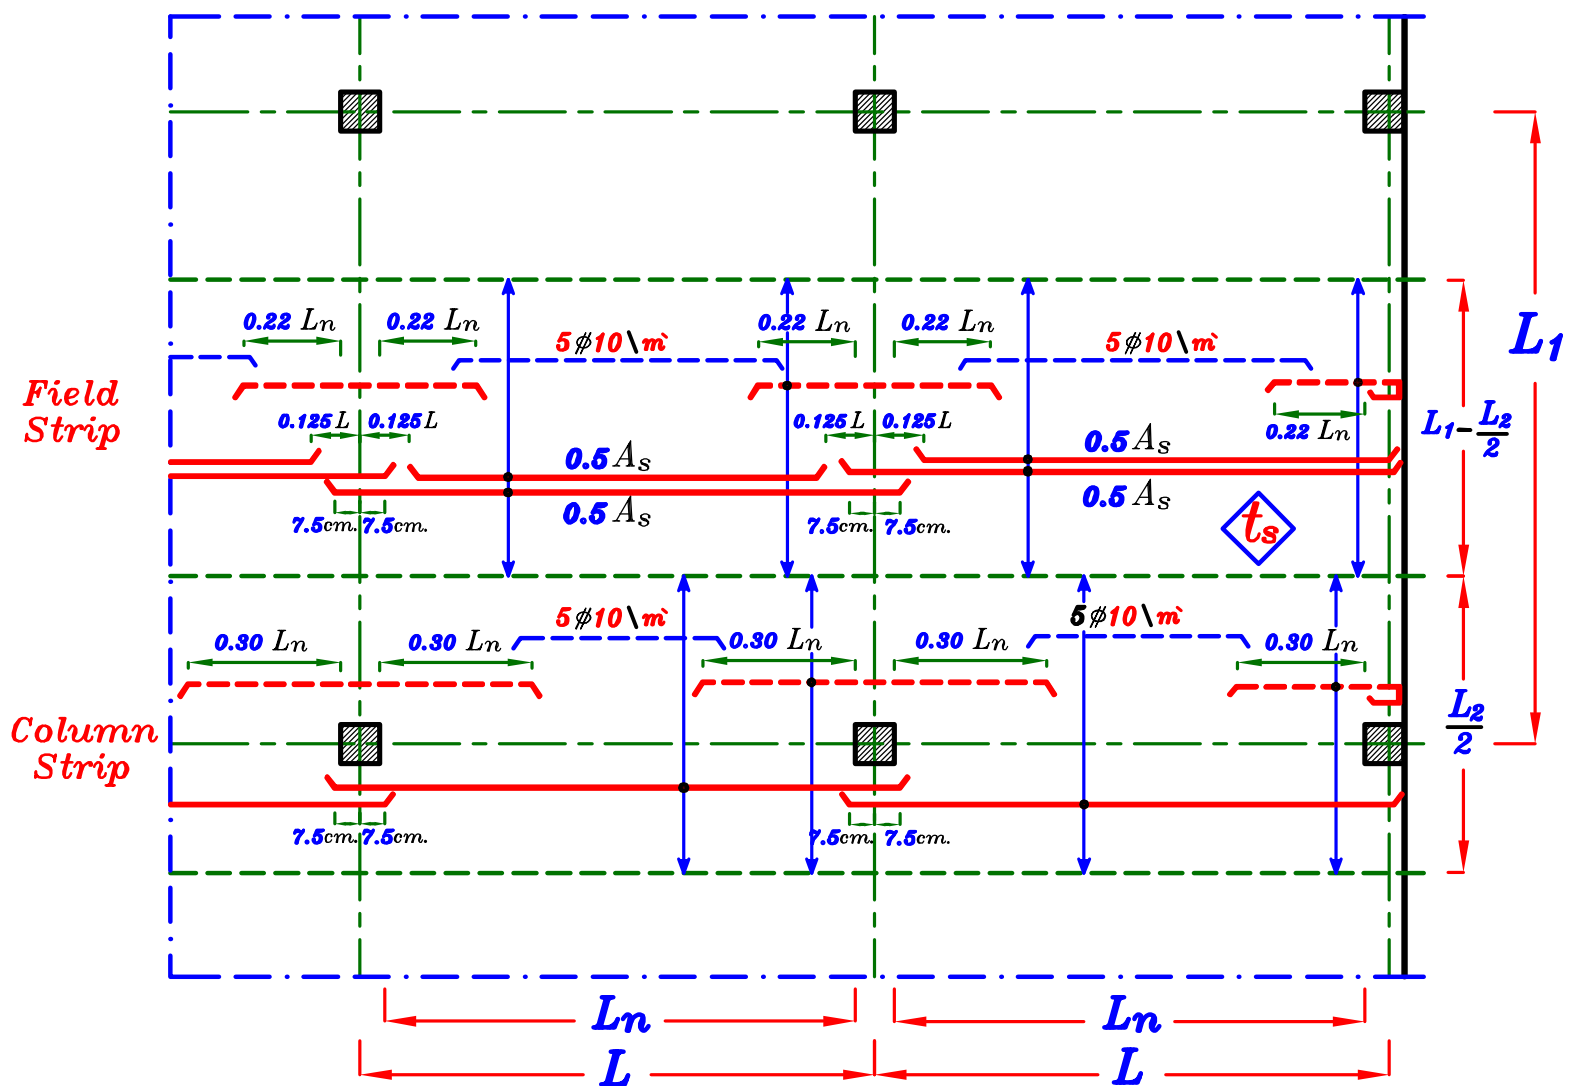 L1
0.22 Ln 0.22 Ln 5ϕ10\m` 0.22 Ln 0.22 Ln 5ϕ10\m`
Field
Strip
0.125 L 0.125 L 0.125 L 0.125 L 0.22 Ln
L1-L2/2
0.5 As 0.5 As
0.5 As 0.5 As
7.5cm. 7.5cm. 7.5cm. 7.5cm.
ts
5ϕ10\m` 5ϕ10\m`
0.30 Ln 0.30 Ln 0.30 Ln 0.30 Ln 0.30 Ln
Column
Strip
L2/2
7.5cm. 7.5cm. 7.5cm. 7.5cm.
Ln Ln
L L